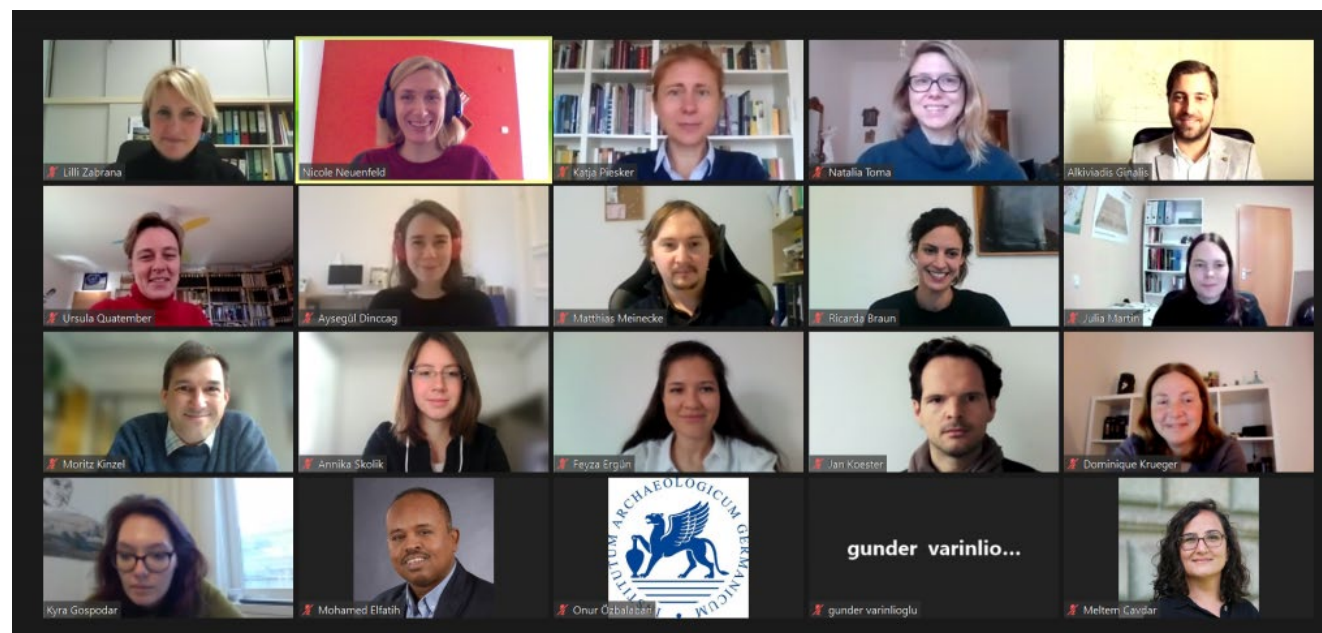 Lilli Zabrana
Nicole Neuenfeld
Katja Piesker
Natalia Toma
Alkiviadis Ginalis
Ursula Quatember
Aysegül Dinccag
Matthias Meinecke
Ricarda Braun
Julia Martin
Moritz Kinzel
Annika Skolik
Feyza Ergün
Jan Koester
Dominique Krueger
Kyra Gospodar
Mohamed Elfatih
INSTITUTUM ARCHAEOLOGICUM GERMANICUM
Onur Özbalaban
gunder varinlio...
gunder varinlioglu
Meltem Cavdar